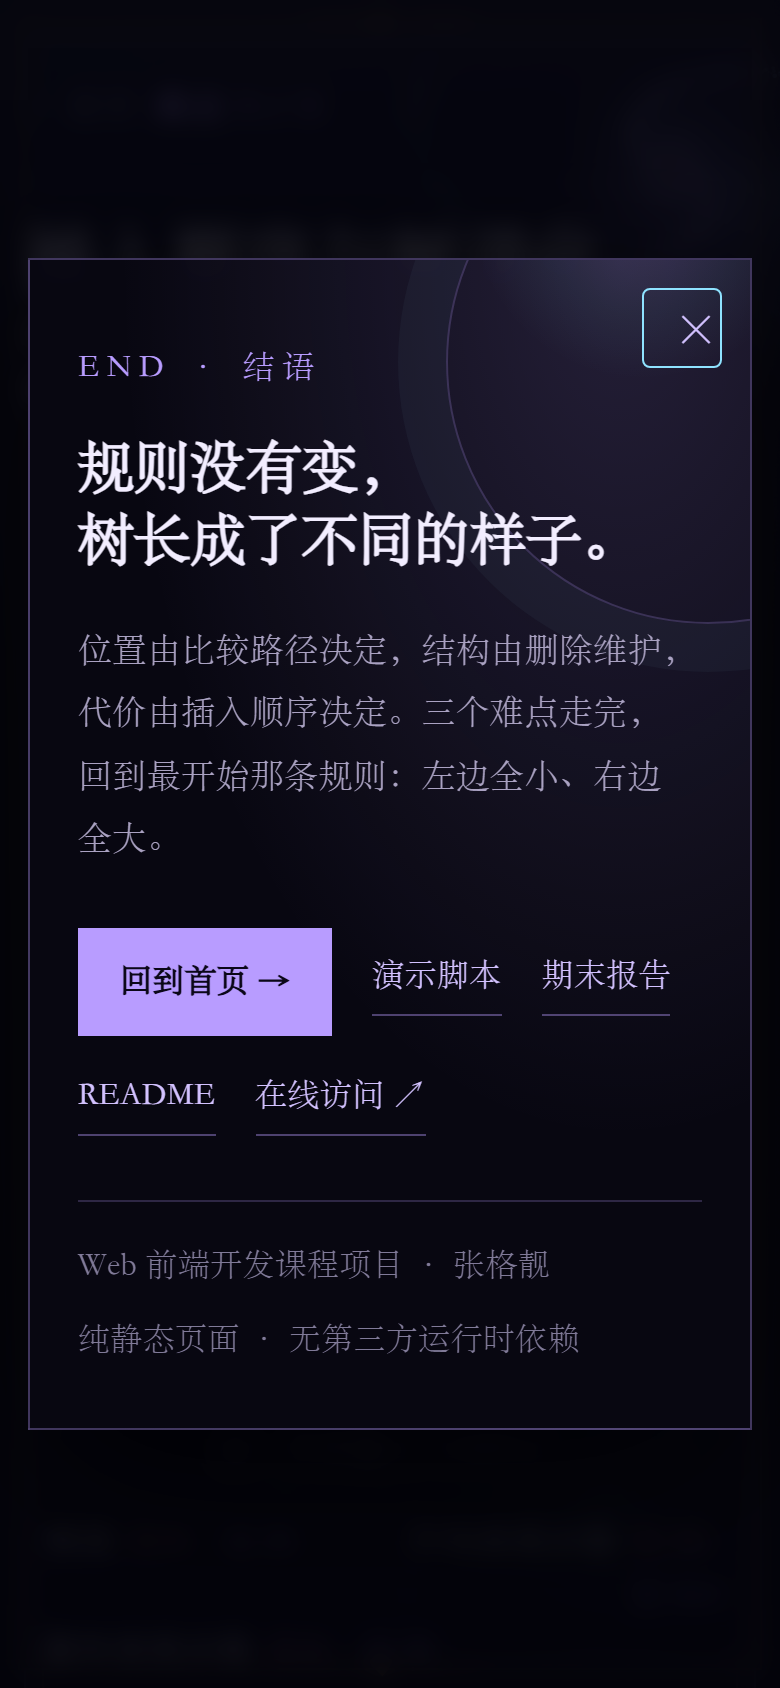 END · 结语
规则没有变，
树长成了不同的样子。
位置由比较路径决定，结构由删除维护，
代价由插入顺序决定。三个难点走完，
回到最开始那条规则：左边全小、右边
全大。
回到首页 → 演示脚本 期末报告
README 在线访问 ↗
Web 前端开发课程项目 · 张格靓
纯静态页面 · 无第三方运行时依赖